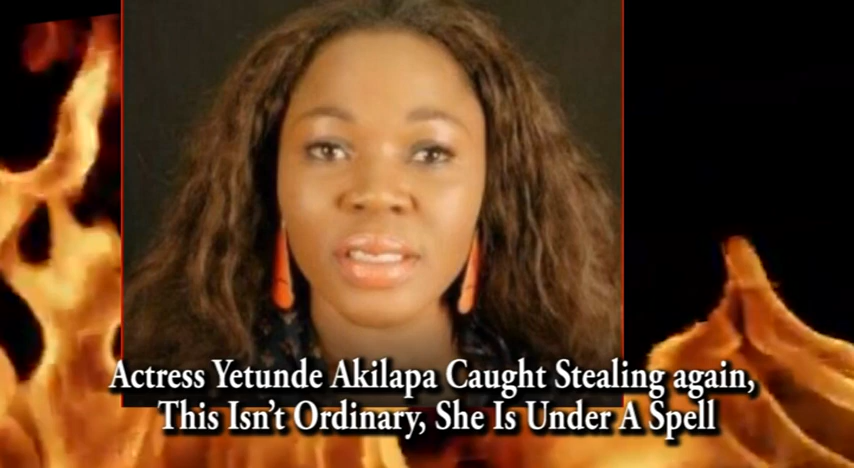 Actress Yetunde Akilapa Caught Stealing again,
This Isn't Ordinary, She Is Under A Spell